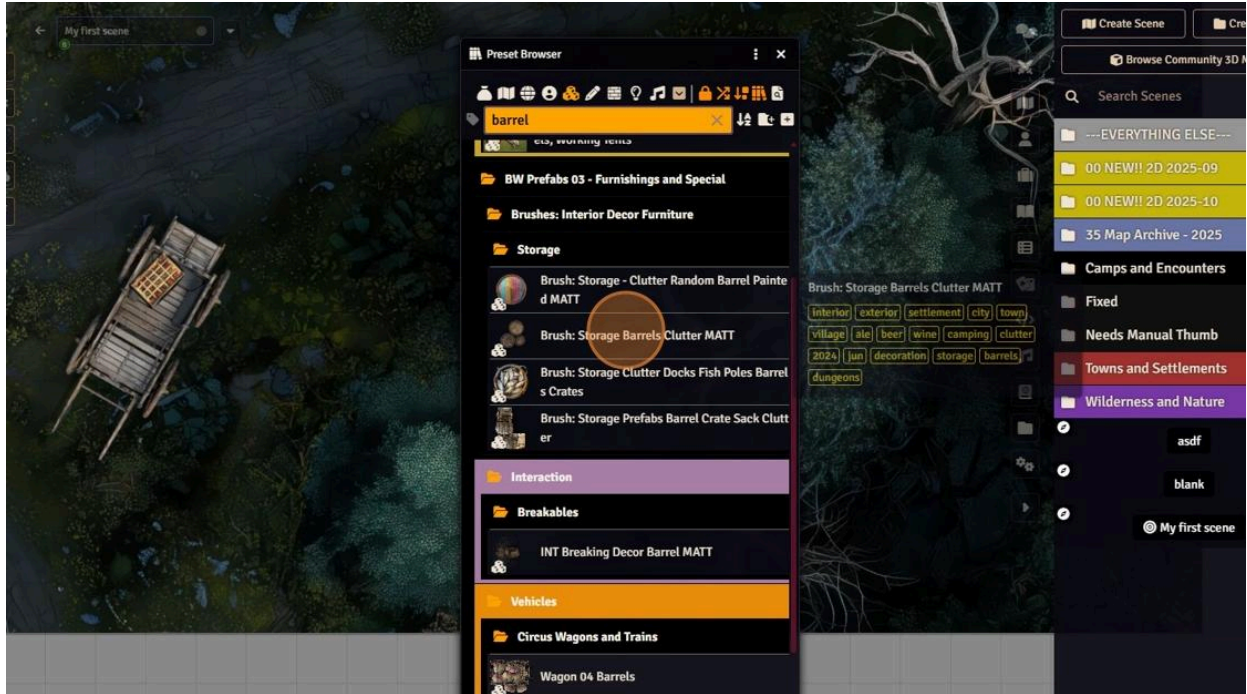 My first scene
Preset Browser
barrel
els, Working Tents
BW Prefabs 03 - Furnishings and Special
Brushes: Interior Decor Furniture
Storage
Brush: Storage - Clutter Random Barrel Painte
d MATT
Brush: Storage Barrels Clutter MATT
Brush: Storage Clutter Docks Fish Poles Barrel
s Crates
Brush: Storage Prefabs Barrel Crate Sack Clutt
er
Interaction
Breakables
INT Breaking Decor Barrel MATT
Vehicles
Circus Wagons and Trains
Wagon 04 Barrels
Brush: Storage Barrels Clutter MATT
interior exterior settlement city town
village ale beer wine camping clutter
2024 jun decoration storage barrels
dungeons
Create Scene
Cre
Browse Community 3D M
Search Scenes
---EVERYTHING ELSE---
00 NEW!! 2D 2025-09
00 NEW!! 2D 2025-10
35 Map Archive - 2025
Camps and Encounters
Fixed
Needs Manual Thumb
Towns and Settlements
Wilderness and Nature
asdf
blank
My first scene